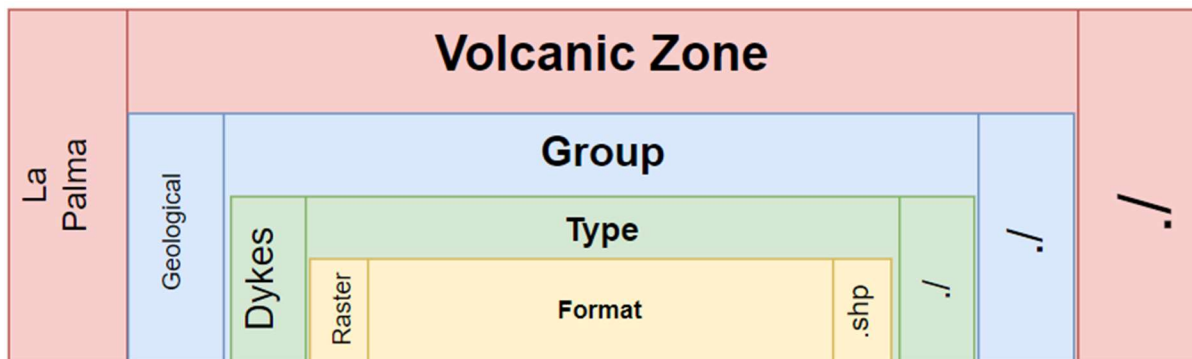 Volcanic Zone
La
Palma
./
Group
Geological
./
Type
Dykes
./
Raster
Format
.shp